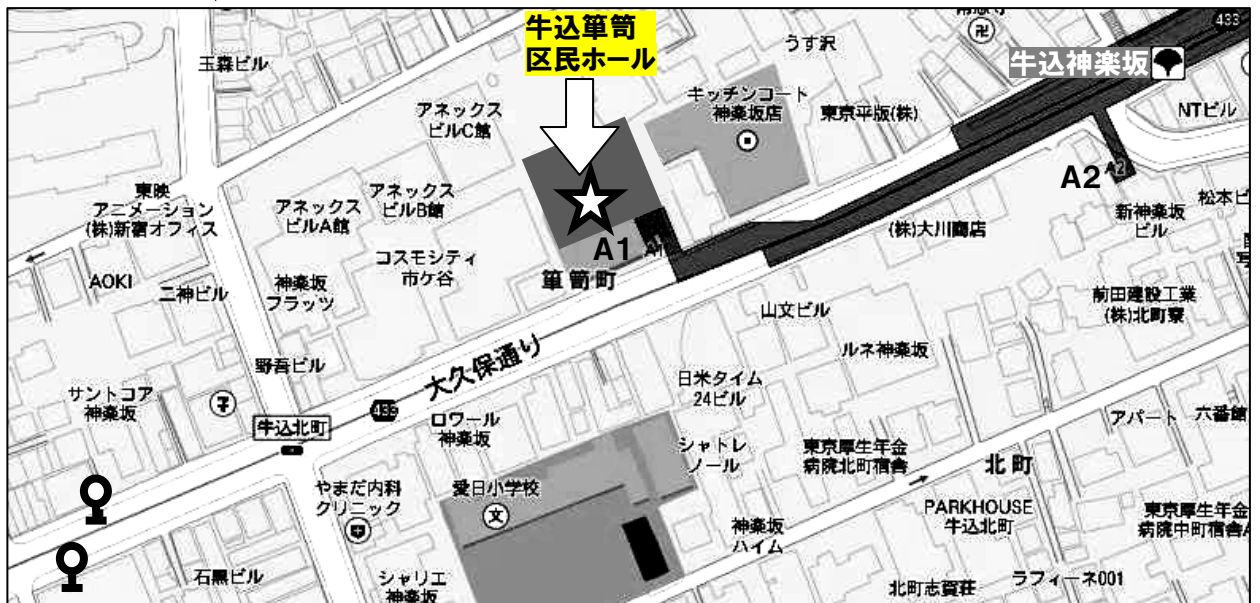 牛込箪笥
区民ホール
433
うす沢
牛込神楽坂
玉森ビル
アネックス
ビルC館
キッチンコート
神楽坂店
東京平版(株)
NTビル
東映
アニメーション
(株)新宿オフィス
アネックス
ビルA館
アネックス
ビルB館
A1
A1
A2
A2
新神楽坂
ビル
松本ビ
(株)大川商店
コスモシティ
市ケ谷
箪笥町
AOKI
二神ビル
神楽坂
フラッツ
山文ビル
前田建設工業
(株)北町寮
野吾ビル
大久保通り
ルネ神楽坂
サントコア
神楽坂
433
牛込北町
ロワール
神楽坂
日米タイム
24ビル
アパート
六番館
シャトレ
ノール
東京厚生年金
病院北町宿舎
北町
やまだ内科
クリニック
愛日小学校
文
PARKHOUSE
牛込北町
東京厚生年金
病院中町宿舎A
神楽坂
ハイム
石黒ビル
シャリエ
神楽坂
北町志賀荘
ラフィーネ001